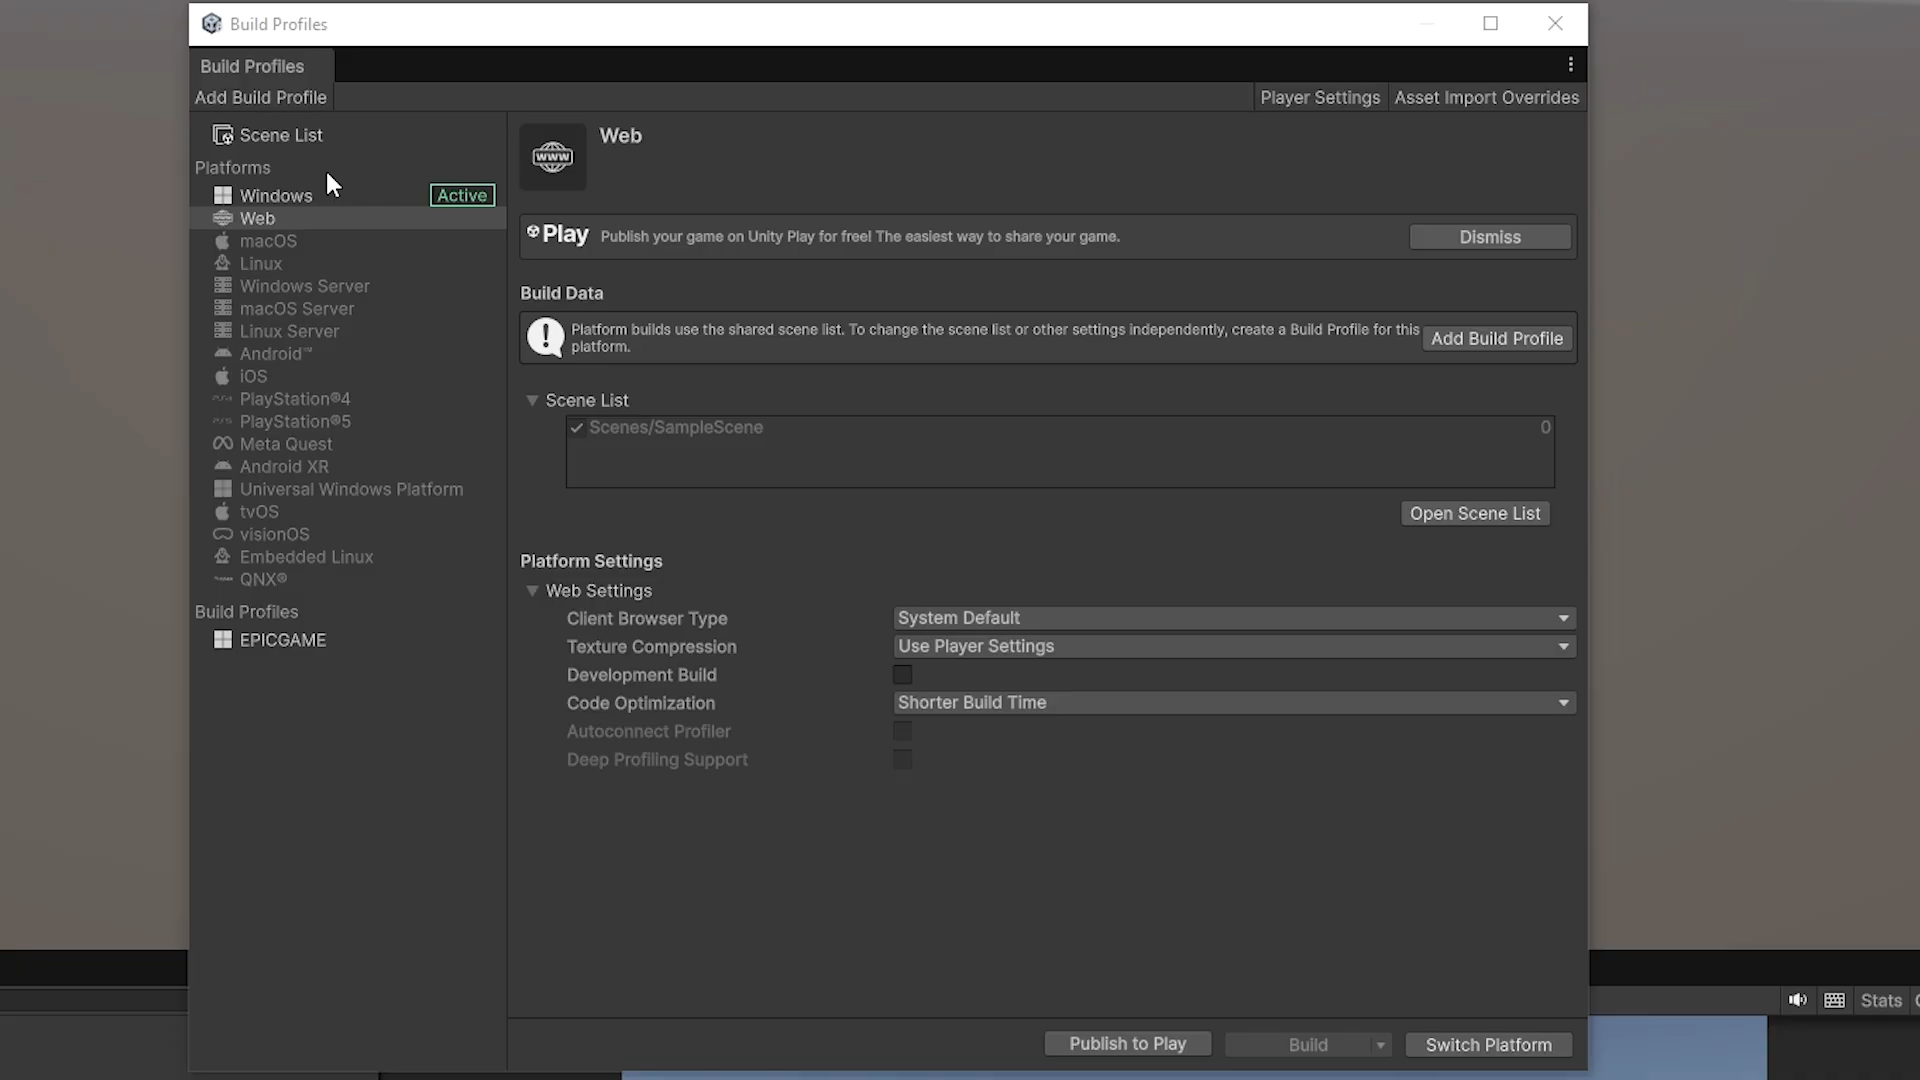 Build Profiles
Build Profiles
Add Build Profile
Player Settings
Asset Import Overrides
Scene List
Platforms
Windows
Active
Web
macOS
Linux
Windows Server
macOS Server
Linux Server
Android™
iOS
PlayStation®4
PlayStation®5
Meta Quest
Android XR
Universal Windows Platform
tvOS
visionOS
Embedded Linux
QNX®
Build Profiles
EPICGAME
www
Web
Play Publish your game on Unity Play for free! The easiest way to share your game.
Dismiss
Build Data
Platform builds use the shared scene list. To change the scene list or other settings independently, create a Build Profile for this
platform.
Add Build Profile
Scene List
Scenes/SampleScene 0
Open Scene List
Platform Settings
Web Settings
Client Browser Type System Default
Texture Compression Use Player Settings
Development Build
Code Optimization Shorter Build Time
Autoconnect Profiler
Deep Profiling Support
Publish to Play
Build
Switch Platform
Stats